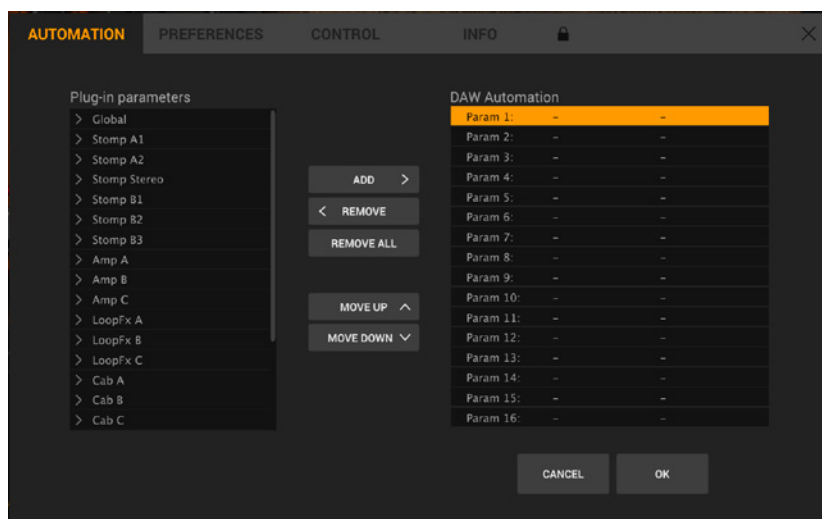 AUTOMATION PREFERENCES CONTROL INFO
Plug-in parameters
Global
Stomp A1
Stomp A2
Stomp Stereo
Stomp B1
Stomp B2
Stomp B3
Amp A
Amp B
Amp C
LoopFx A
LoopFx B
LoopFx C
Cab A
Cab B
Cab C
ADD >
< REMOVE
REMOVE ALL
MOVE UP
MOVE DOWN
DAW Automation
Param 1: - -
Param 2: - -
Param 3: - -
Param 4: - -
Param 5: - -
Param 6: - -
Param 7: - -
Param 8: - -
Param 9: - -
Param 10: - -
Param 11: - -
Param 12: - -
Param 13: - -
Param 14: - -
Param 15: - -
Param 16: - -
CANCEL OK